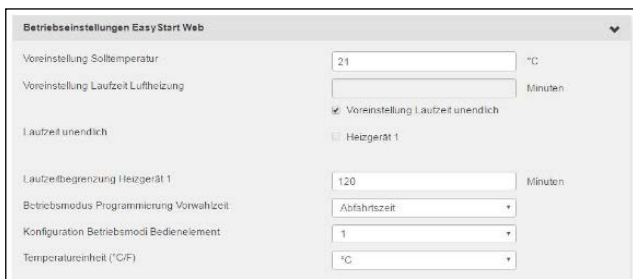 Betriebseinstellungen EasyStart Web
Voreinstellung Solltemperatur 21 °C
Voreinstellung Laufzeit Luftheizung Minuten
Voreinstellung Laufzeit unendlich
Laufzeit unendlich Heizgerät 1
Laufzeitbegrenzung Heizgerät 1 120 Minuten
Betriebsmodus Programmierung Vorwahlzeit Abfahrtszeit
Konfiguration Betriebsmodi Bedienelement 1
Temperatureinheit (°C/F) °C